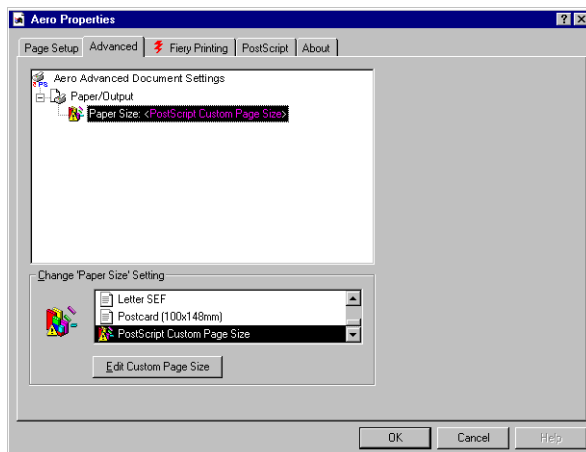 Aero Properties
Page Setup Advanced Fiery Printing PostScript About
PS Aero Advanced Document Settings
Paper/Output
Paper Size: <PostScript Custom Page Size>
Change 'Paper Size' Setting
Letter SEF
Postcard (100x148mm)
PostScript Custom Page Size
Edit Custom Page Size
OK Cancel Help